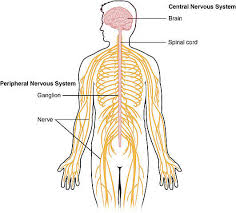 Central Nervous System
Brain
Spinal cord
Peripheral Nervous System
Ganglion
Nerve